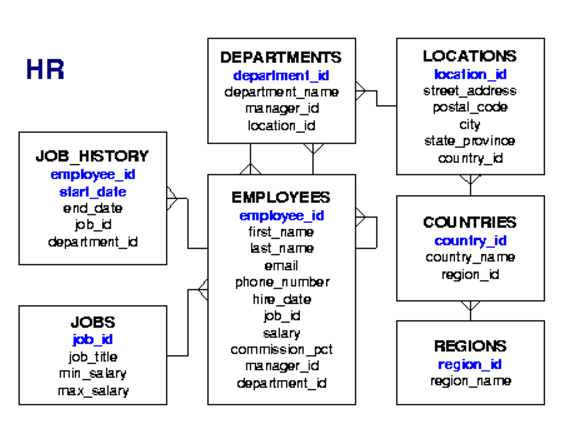 HR
DEPARTMENTS
department_id
department_name
manager_id
location_id
LOCATIONS
location_id
street_address
postal_code
city
state_province
country_id
JOB_HISTORY
employee_id
start_date
end_date
job_id
department_id
EMPLOYEES
employee_id
first_name
last_name
email
phone_number
hire_date
job_id
salary
commission_pct
manager_id
department_id
COUNTRIES
country_id
country_name
region_id
JOBS
job_id
job_title
min_salary
max_salary
REGIONS
region_id
region_name